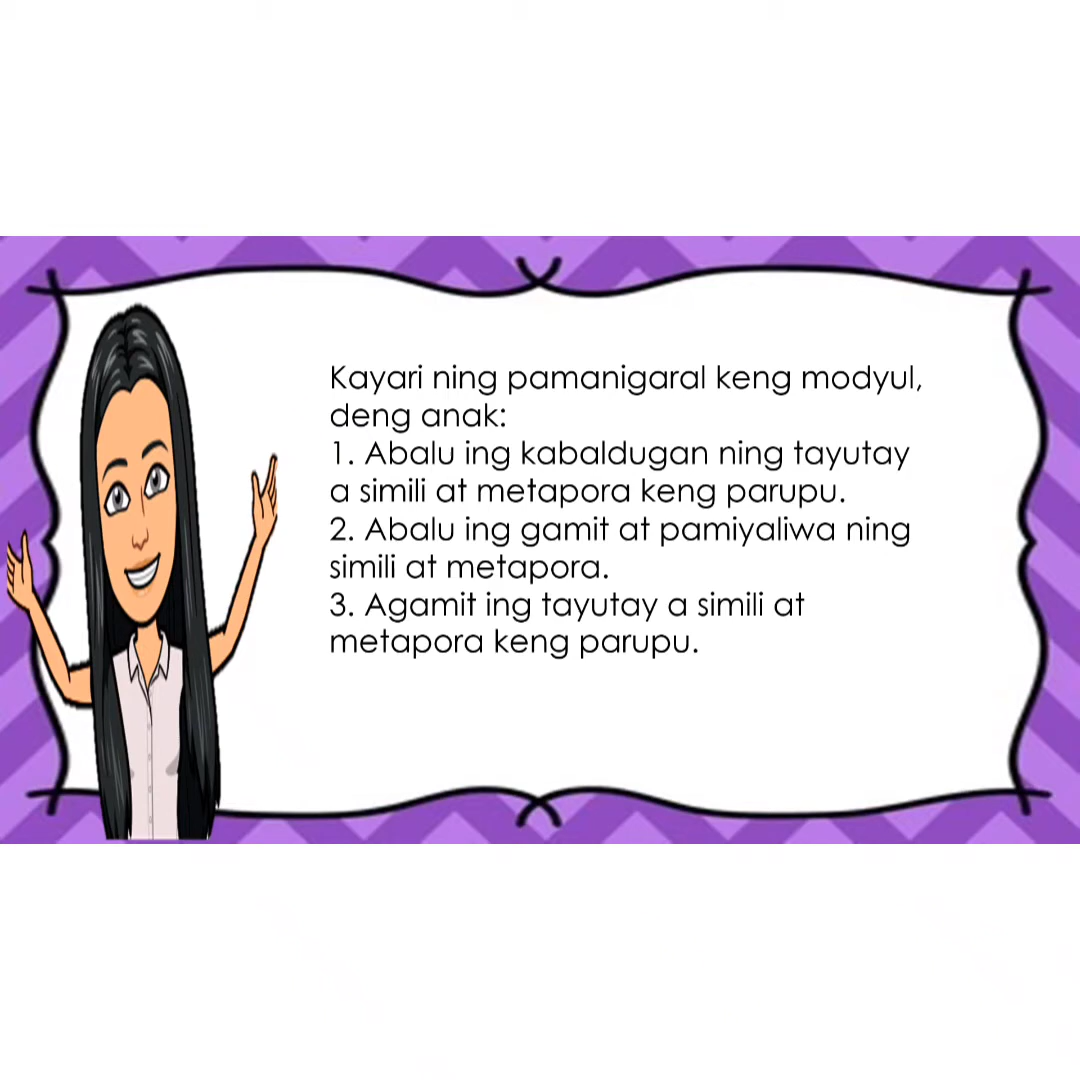 Kayari ning pamanigaral keng modyul,
deng anak:
1. Abalu ing kabaldugan ning tayutay
a simili at metapora keng parupu.
2. Abalu ing gamit at pamiyaliwa ning
simili at metapora.
3. Agamit ing tayutay a simili at
metapora keng parupu.